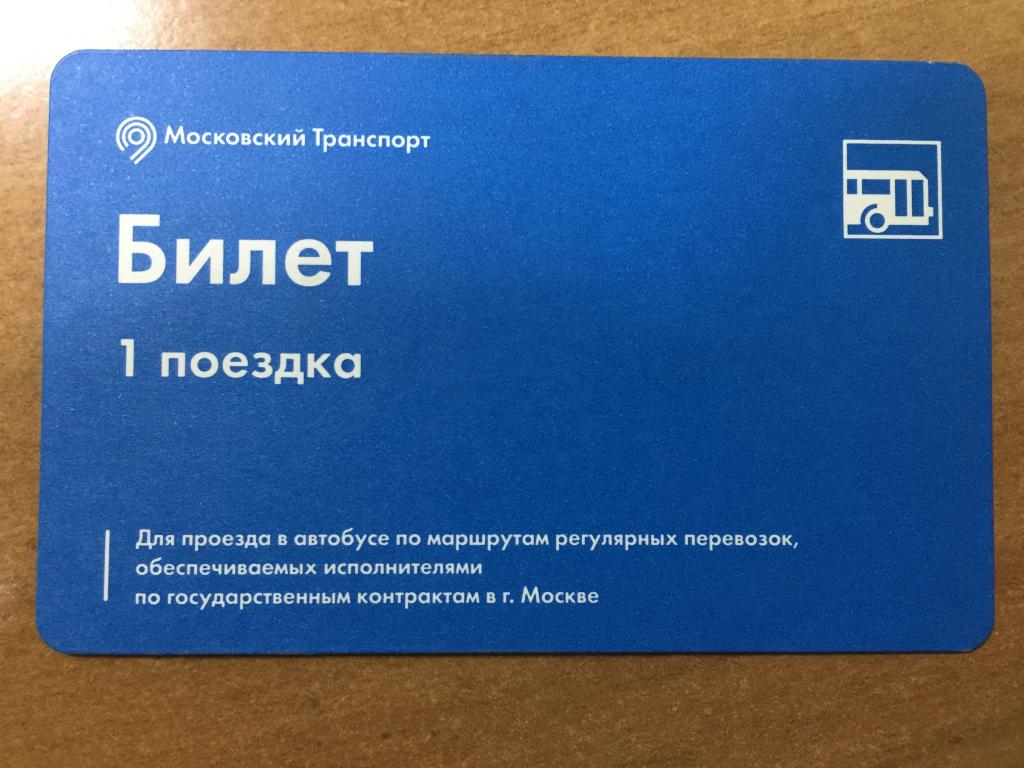 Московский Транспорт
Билет
1 поездка
Для проезда в автобусе по маршрутам регулярных перевозок,
обеспечиваемых исполнителями
по государственным контрактам в г. Москве